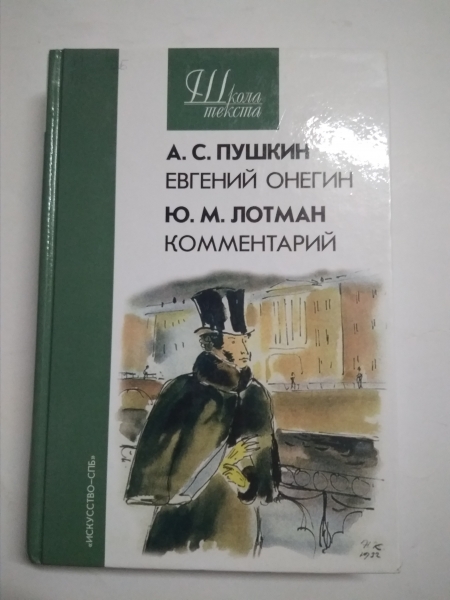 Школа
текста
А. С. ПУШКИН
ЕВГЕНИЙ ОНЕГИН
Ю. М. ЛОТМАН
КОММЕНТАРИЙ
«ИСКУССТВО–СПБ»